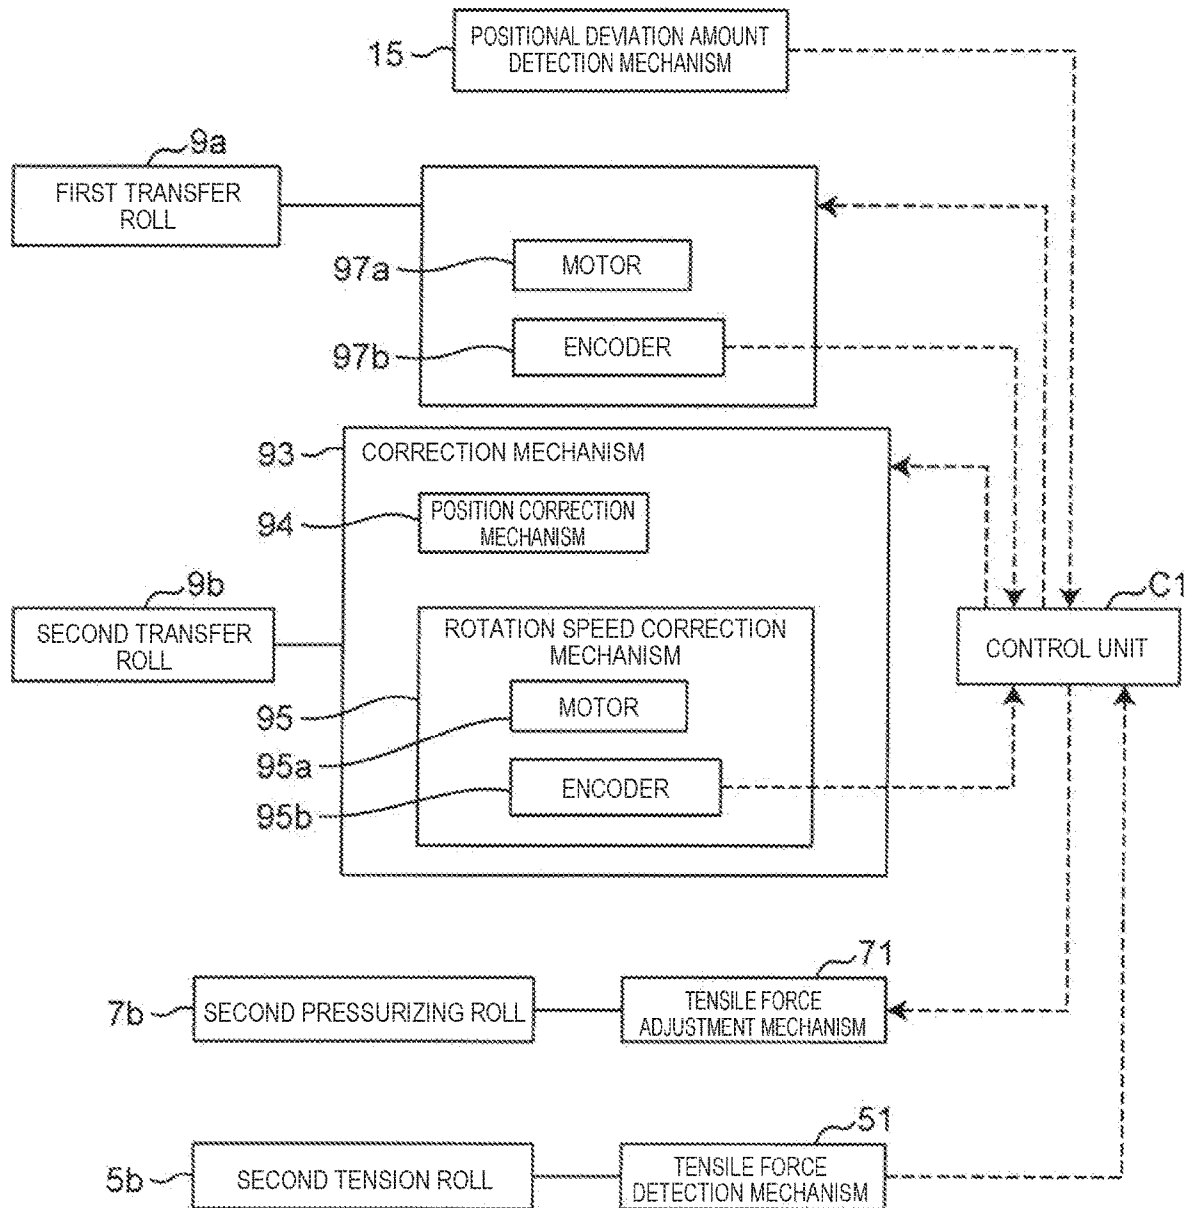 15
POSITIONAL DEVIATION AMOUNT
DETECTION MECHANISM
9a
FIRST TRANSFER
ROLL
97a
MOTOR
97b
ENCODER
93
CORRECTION MECHANISM
94
POSITION CORRECTION
MECHANISM
9b
SECOND TRANSFER
ROLL
C1
CONTROL UNIT
ROTATION SPEED CORRECTION
MECHANISM
95
MOTOR
95a
ENCODER
95b
71
7b
SECOND PRESSURIZING ROLL
TENSILE FORCE
ADJUSTMENT MECHANISM
51
5b
SECOND TENSION ROLL
TENSILE FORCE
DETECTION MECHANISM